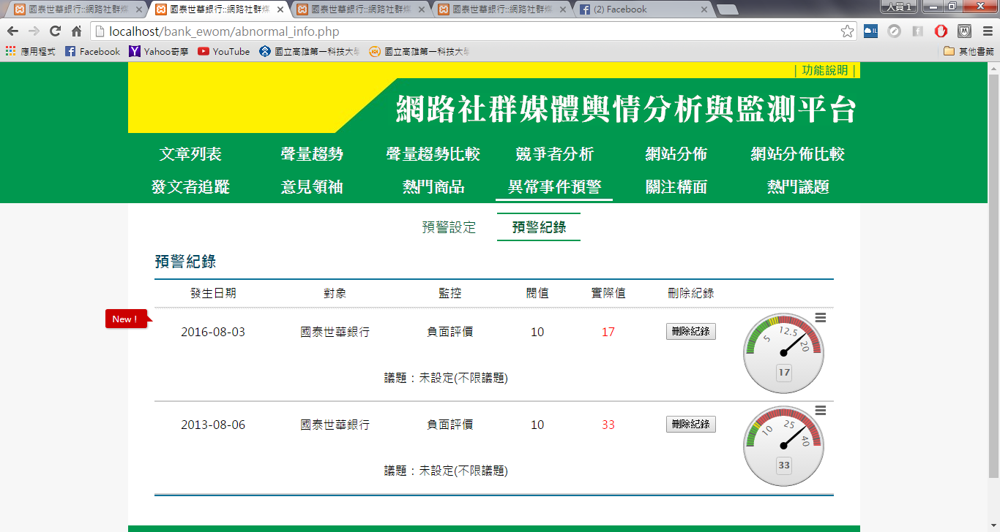 國泰世華銀行::網路社群媒 國泰世華銀行::網路社群媒 國泰世華銀行::網路社群媒 國泰世華銀行::網路社群媒 (2) Facebook 人員 1
localhost/bank_ewom/abnormal_info.php
應用程式 Facebook Yahoo奇摩 YouTube 國立高雄第一科技大學 國立高雄第一科技大學 其他書籤
| 功能說明 |
網路社群媒體輿情分析與監測平台
文章列表 聲量趨勢 聲量趨勢比較 競爭者分析 網站分佈 網站分佈比較
發文者追蹤 意見領袖 熱門商品 異常事件預警 關注構面 熱門議題
預警設定 預警紀錄
預警紀錄
發生日期 對象 監控 閥值 實際值 刪除紀錄
New !
2016-08-03 國泰世華銀行 負面評價 10 17 刪除紀錄
5 12.5 20
17
議題：未設定(不限議題)
2013-08-06 國泰世華銀行 負面評價 10 33 刪除紀錄
10 25 40
33
議題：未設定(不限議題)